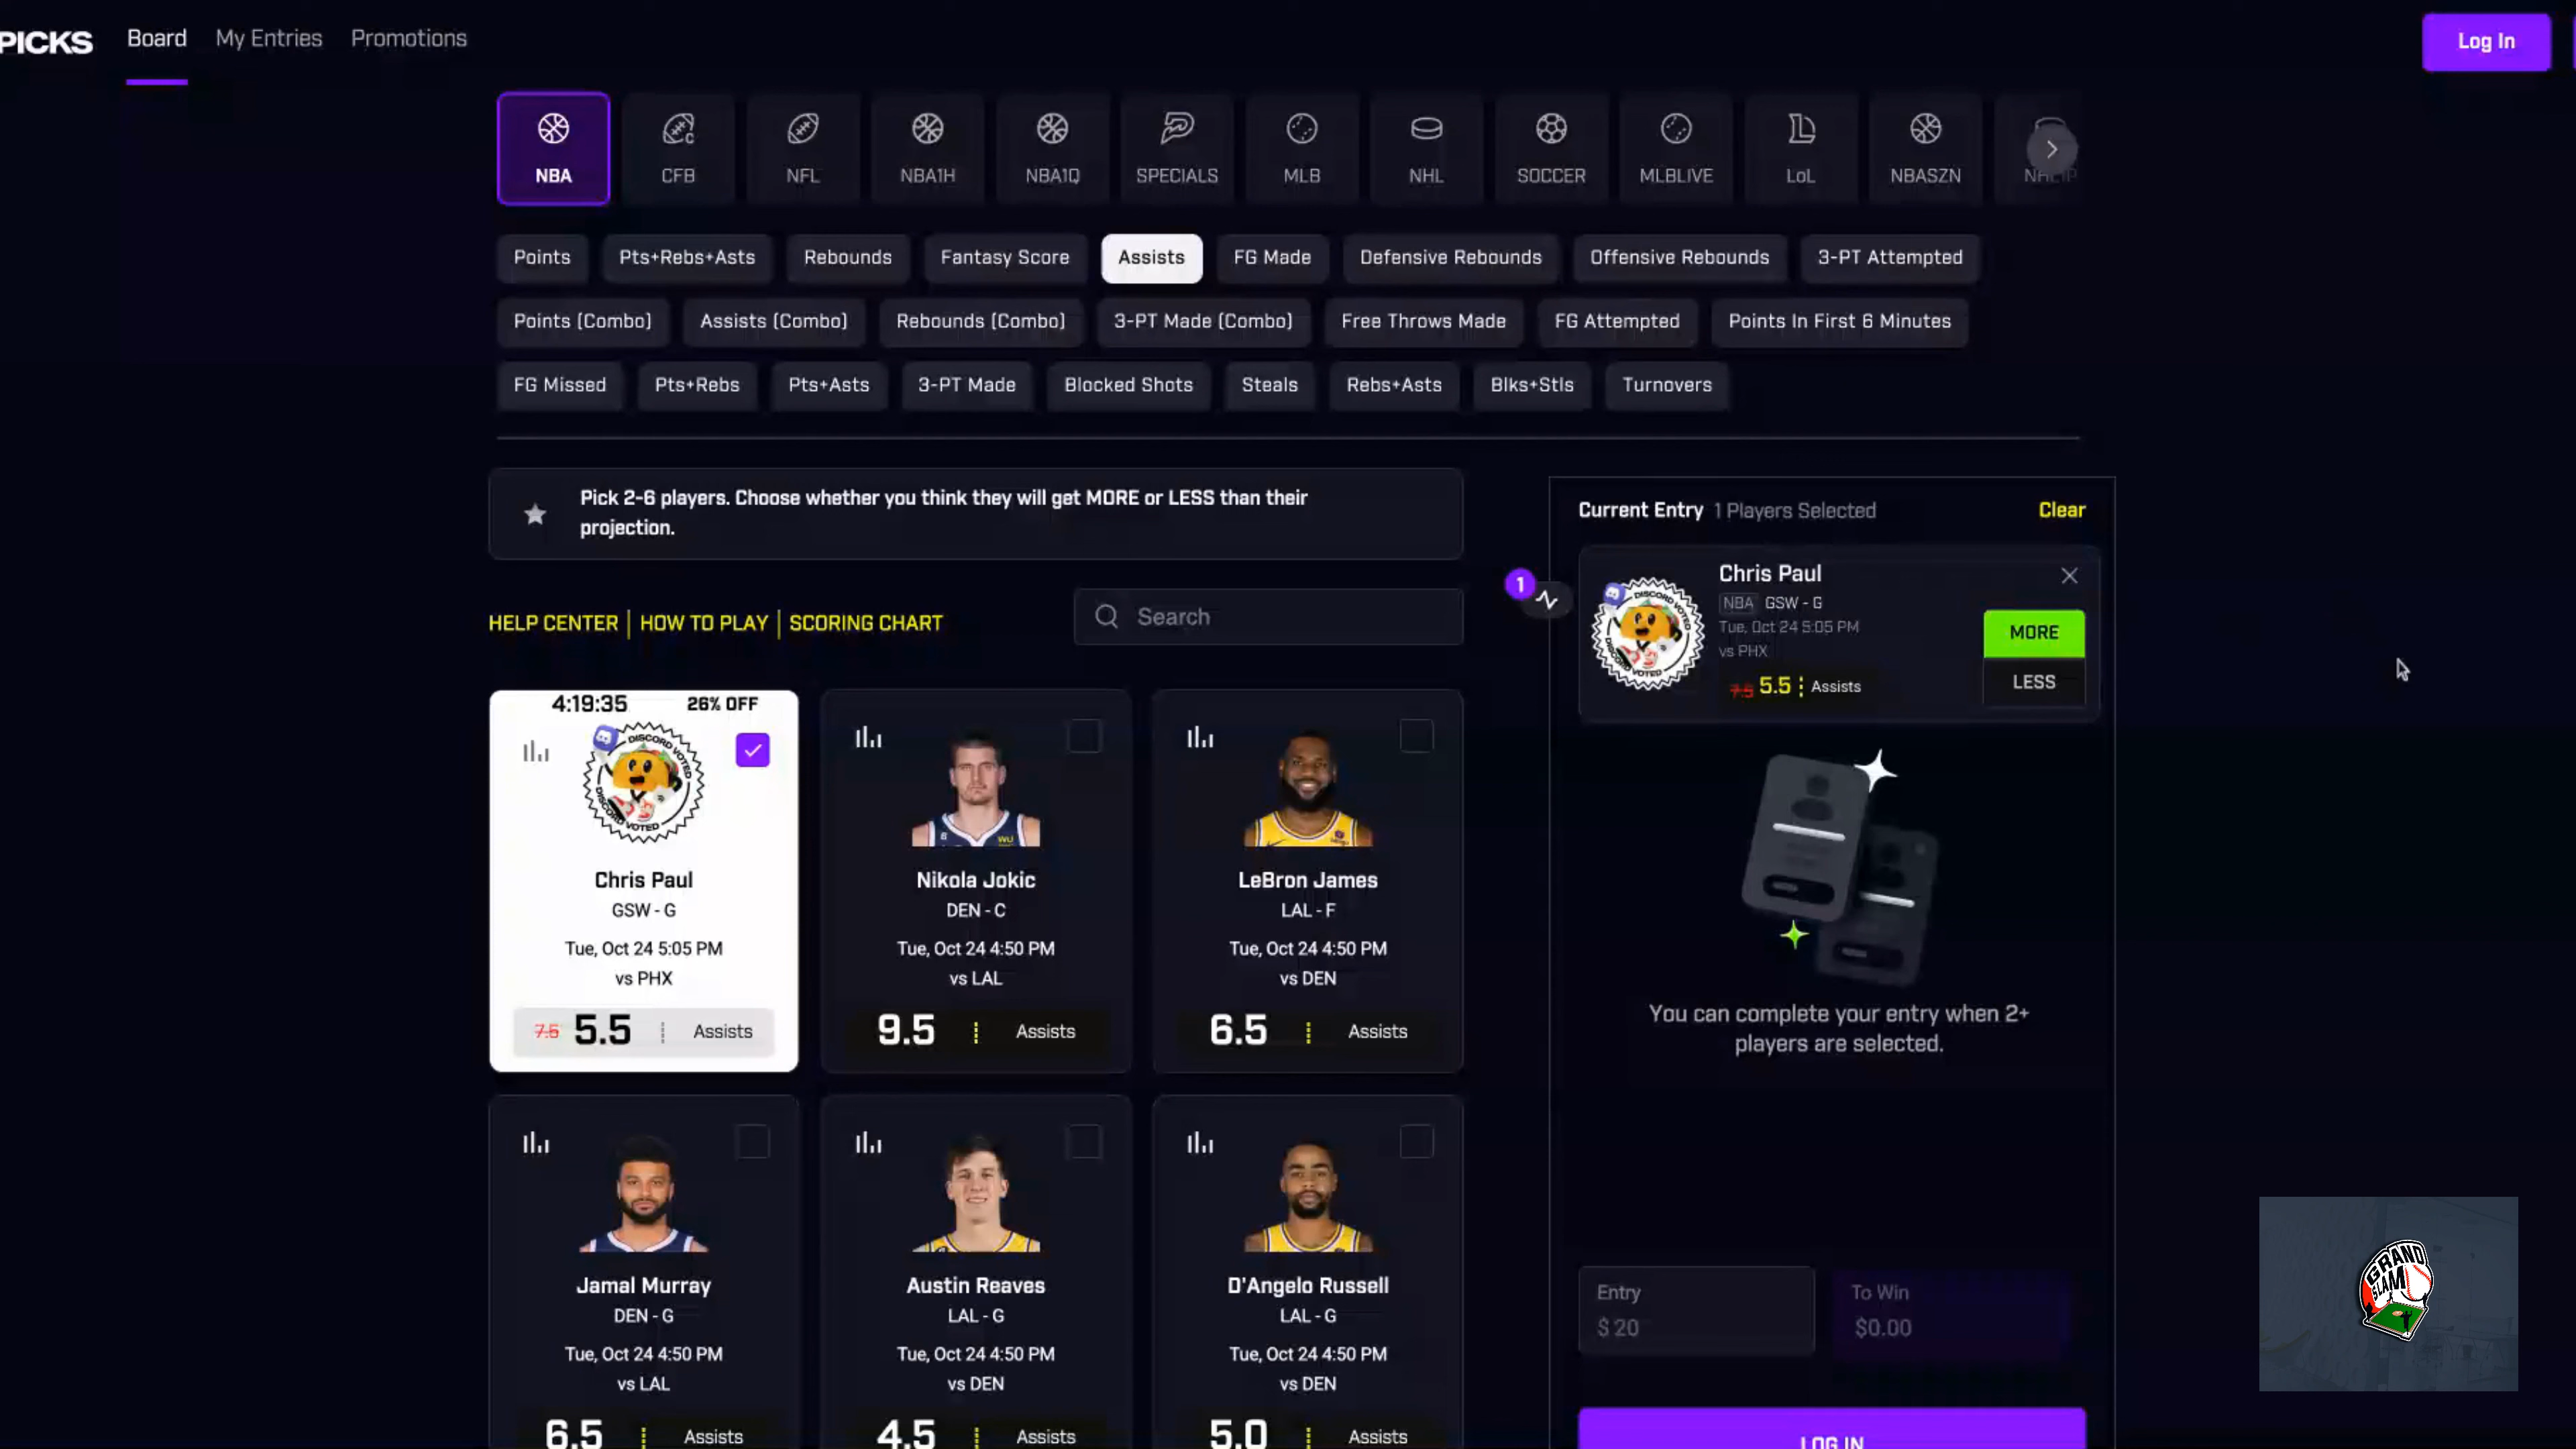 PICKS
Board
My Entries
Promotions
Log In
NBA
CFB
NFL
NBA1H
NBA1Q
SPECIALS
MLB
NHL
SOCCER
MLBLIVE
LoL
NBASZN
Points
Pts+Rebs+Asts
Rebounds
Fantasy Score
Assists
FG Made
Defensive Rebounds
Offensive Rebounds
3-PT Attempted
Points (Combo)
Assists (Combo)
Rebounds (Combo)
3-PT Made (Combo)
Free Throws Made
FG Attempted
Points In First 6 Minutes
FG Missed
Pts+Rebs
Pts+Asts
3-PT Made
Blocked Shots
Steals
Rebs+Asts
Blks+Stls
Turnovers
Pick 2-6 players. Choose whether you think they will get MORE or LESS than their
projection.
HELP CENTER
HOW TO PLAY
SCORING CHART
Search
4:19:35
26% OFF
DISCORD VOTED
DISCORD VOTED
Chris Paul
GSW - G
Tue, Oct 24 5:05 PM
vs PHX
7.5 5.5 Assists
Nikola Jokic
DEN - C
Tue, Oct 24 4:50 PM
vs LAL
9.5 Assists
LeBron James
LAL - F
Tue, Oct 24 4:50 PM
vs DEN
6.5 Assists
Jamal Murray
DEN - G
Tue, Oct 24 4:50 PM
vs LAL
6.5 Assists
Austin Reaves
LAL - G
Tue, Oct 24 4:50 PM
vs DEN
4.5 Assists
D'Angelo Russell
LAL - G
Tue, Oct 24 4:50 PM
vs DEN
5.0 Assists
Current Entry 1 Players Selected
Clear
1
DISCORD VOTED
Chris Paul
NBA GSW - G
Tue, Oct 24 5:05 PM
vs PHX
7.5 5.5 Assists
MORE
LESS
You can complete your entry when 2+
players are selected.
Entry
$ 20
To Win
$0.00
LOG IN
GRAND
SLAM